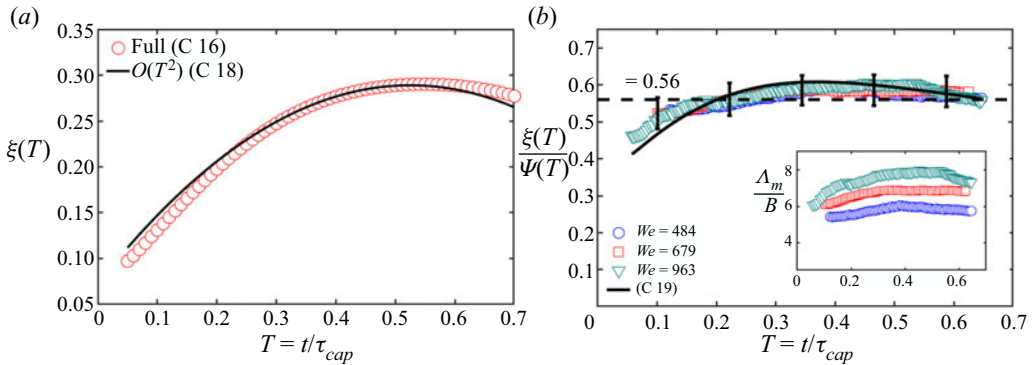 (a)
ξ(T)
0.35
0.30
0.25
0.20
0.15
0.10
0.05
Full (C 16)
O(T²) (C 18)
0 0.1 0.2 0.3 0.4 0.5 0.6 0.7
T = t/τcap
(b)
ξ(T)
Ψ(T)
0.7
0.6
0.5
0.4
0.3
0.2
0.1
= 0.56
Λm
B
8
6
4
0 0.2 0.4 0.6
We = 484
We = 679
We = 963
(C 19)
0 0.1 0.2 0.3 0.4 0.5 0.6 0.7
T = t/τcap